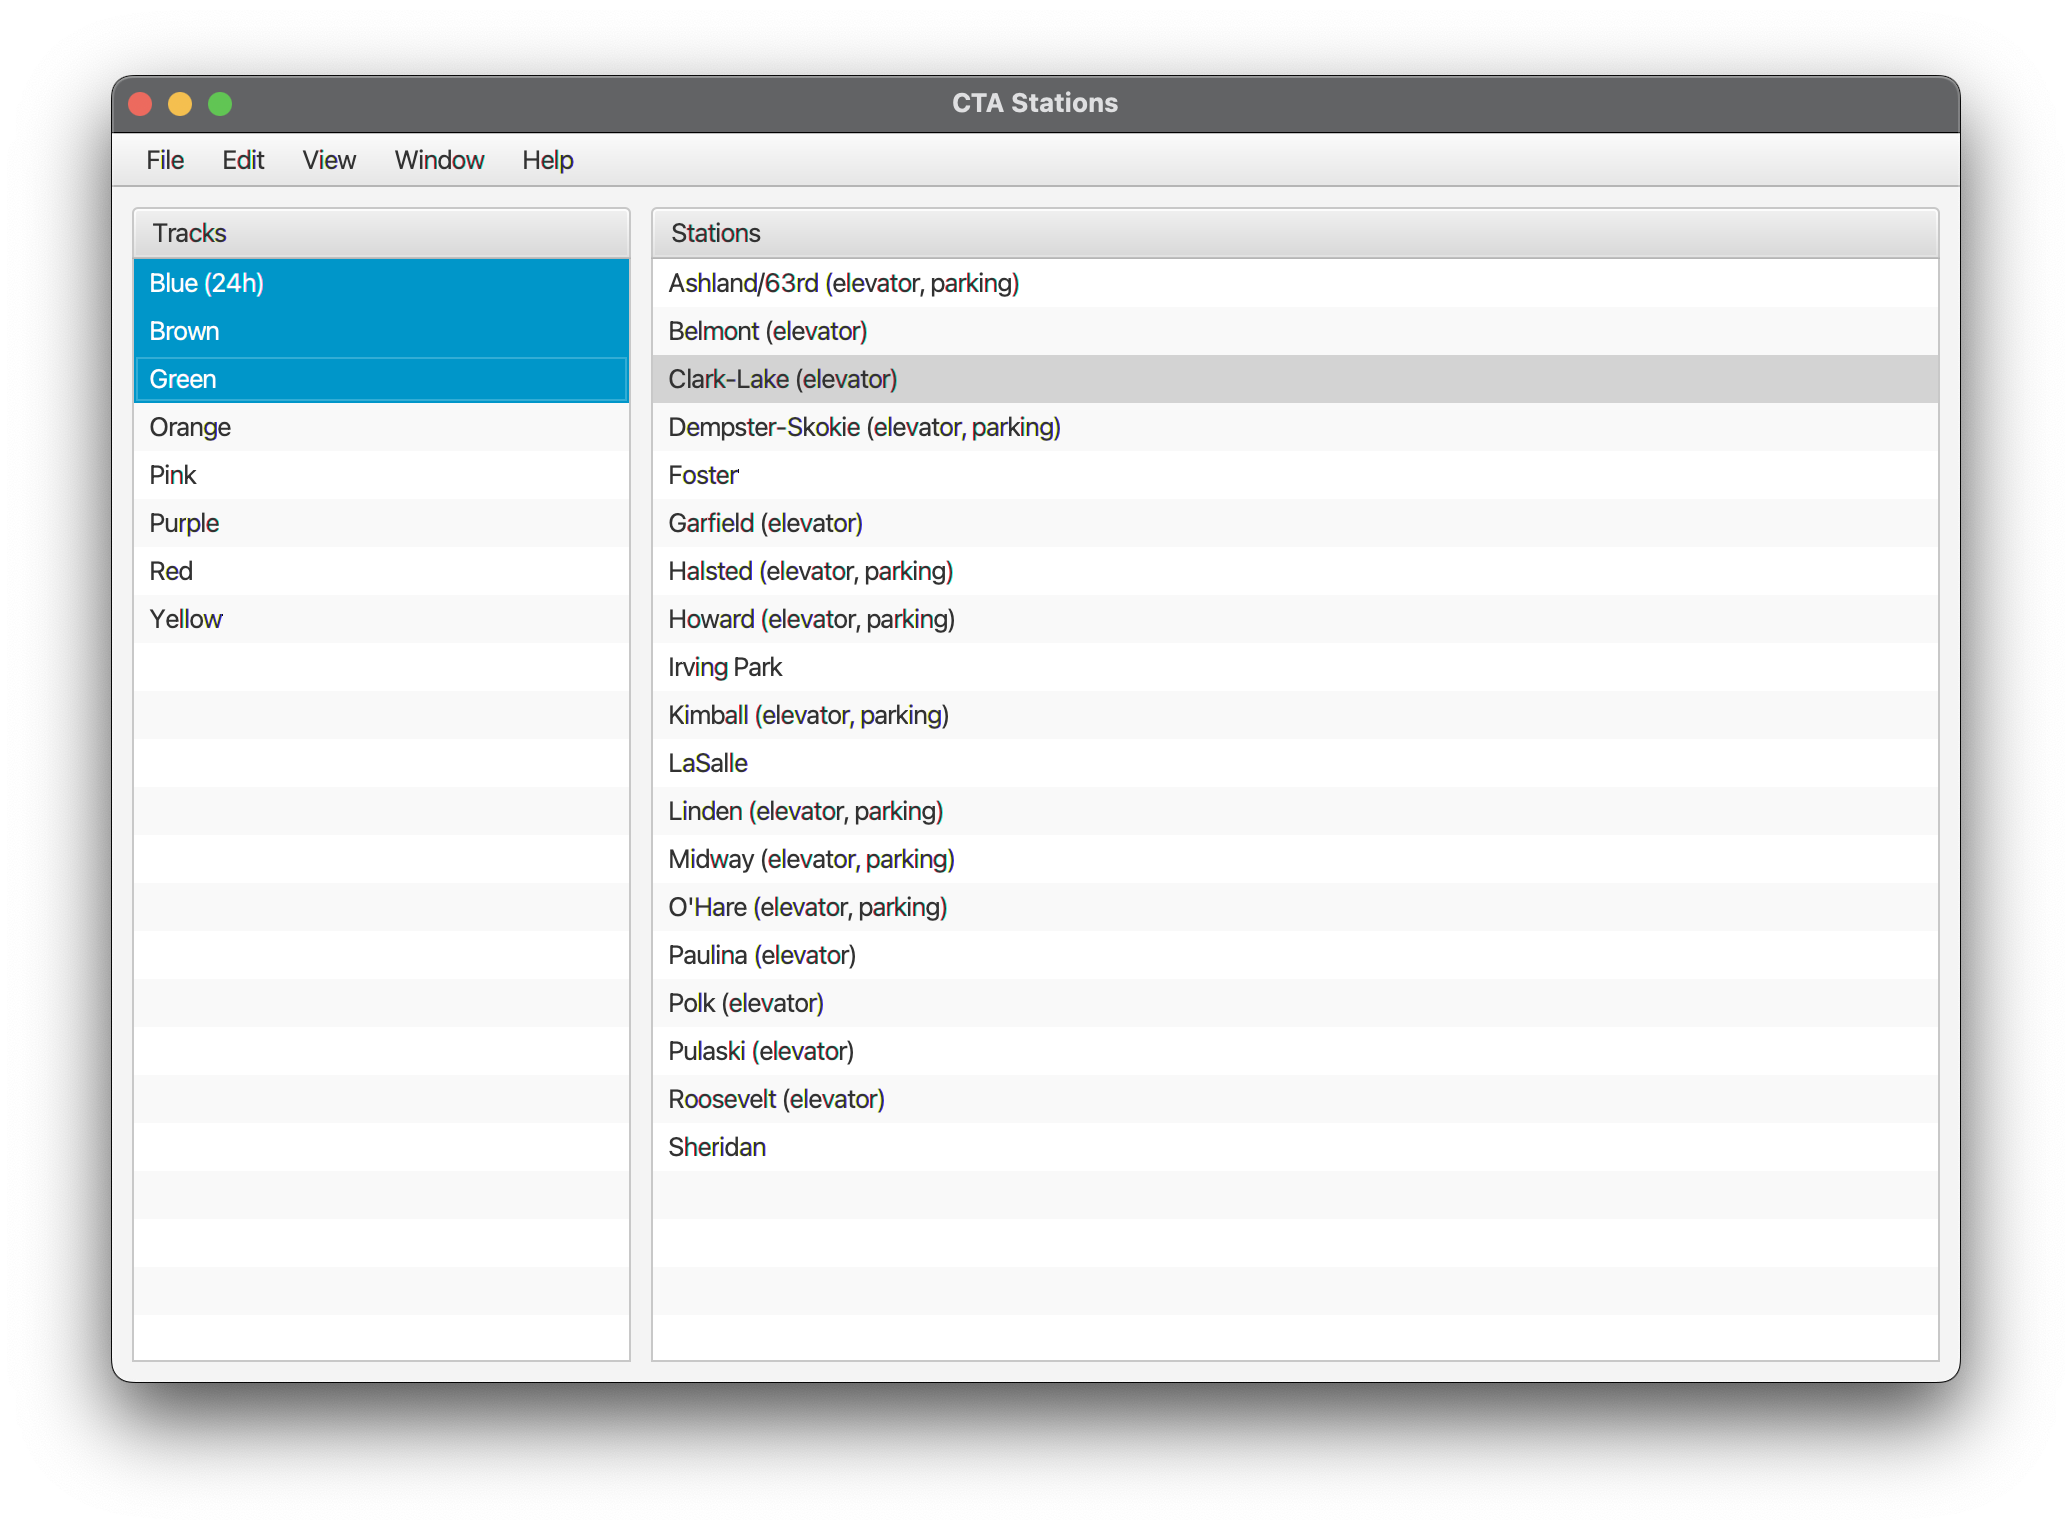 CTA Stations
File Edit View Window Help
Tracks
Blue (24h)
Brown
Green
Orange
Pink
Purple
Red
Yellow
Stations
Ashland/63rd (elevator, parking)
Belmont (elevator)
Clark-Lake (elevator)
Dempster-Skokie (elevator, parking)
Foster
Garfield (elevator)
Halsted (elevator, parking)
Howard (elevator, parking)
Irving Park
Kimball (elevator, parking)
LaSalle
Linden (elevator, parking)
Midway (elevator, parking)
O'Hare (elevator, parking)
Paulina (elevator)
Polk (elevator)
Pulaski (elevator)
Roosevelt (elevator)
Sheridan